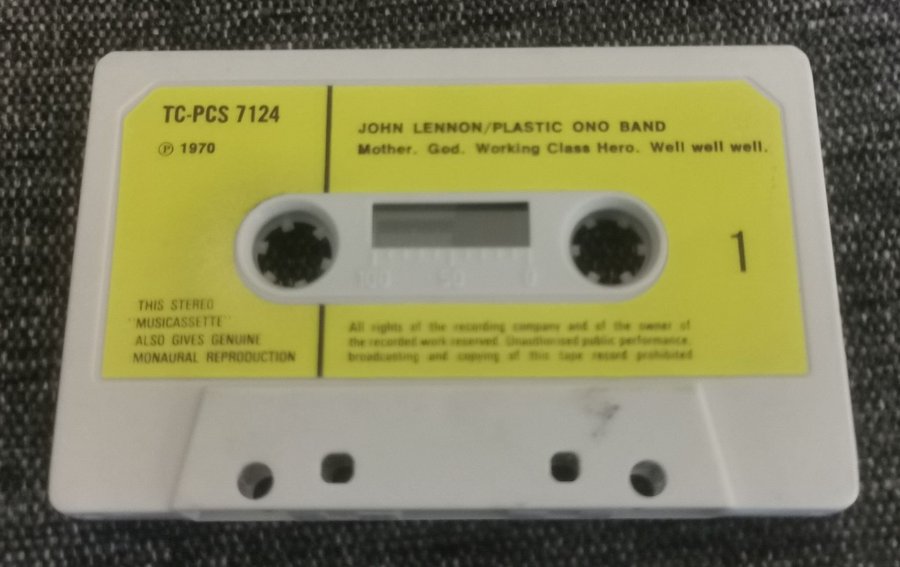 TC-PCS 7124
Ⓟ 1970
JOHN LENNON/PLASTIC ONO BAND
Mother. God. Working Class Hero. Well well well.
100 50 0
1
THIS STEREO
"MUSICASSETTE"
ALSO GIVES GENUINE
MONAURAL REPRODUCTION
All rights of the recording company and of the owner of
the recorded work reserved. Unauthorised public performance,
broadcasting and copying of this tape record prohibited